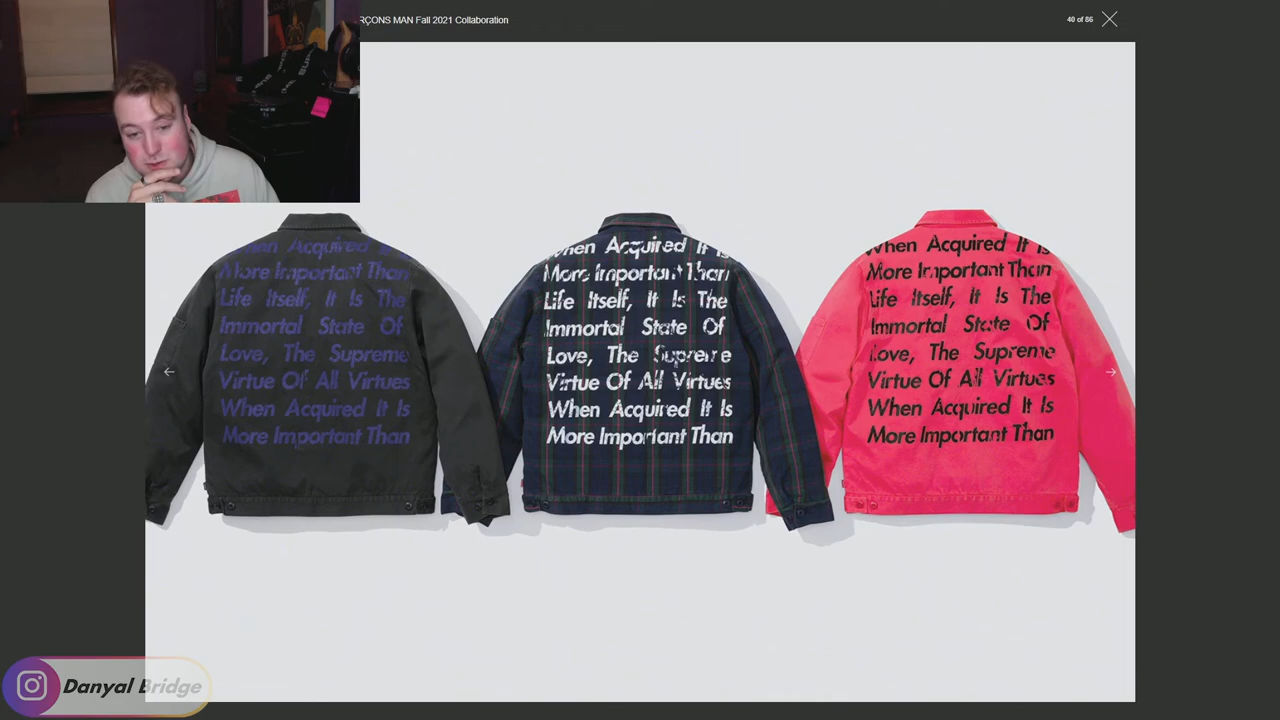 RÇONS MAN Fall 2021 Collaboration
40 of 86
When Acquired It Is
More Important Than
Life Itself, It Is The
Immortal State Of
Love, The Supreme
Virtue Of All Virtues
When Acquired It Is
More Important Than
When Acquired It Is
More Important Than
Life Itself, It Is The
Immortal State Of
Love, The Supreme
Virtue Of All Virtues
When Acquired It Is
More Important Than
When Acquired It Is
More Important Than
Life Itself, It Is The
Immortal State Of
Love, The Supreme
Virtue Of All Virtues
When Acquired It Is
More Important Than
Danyal Bridge